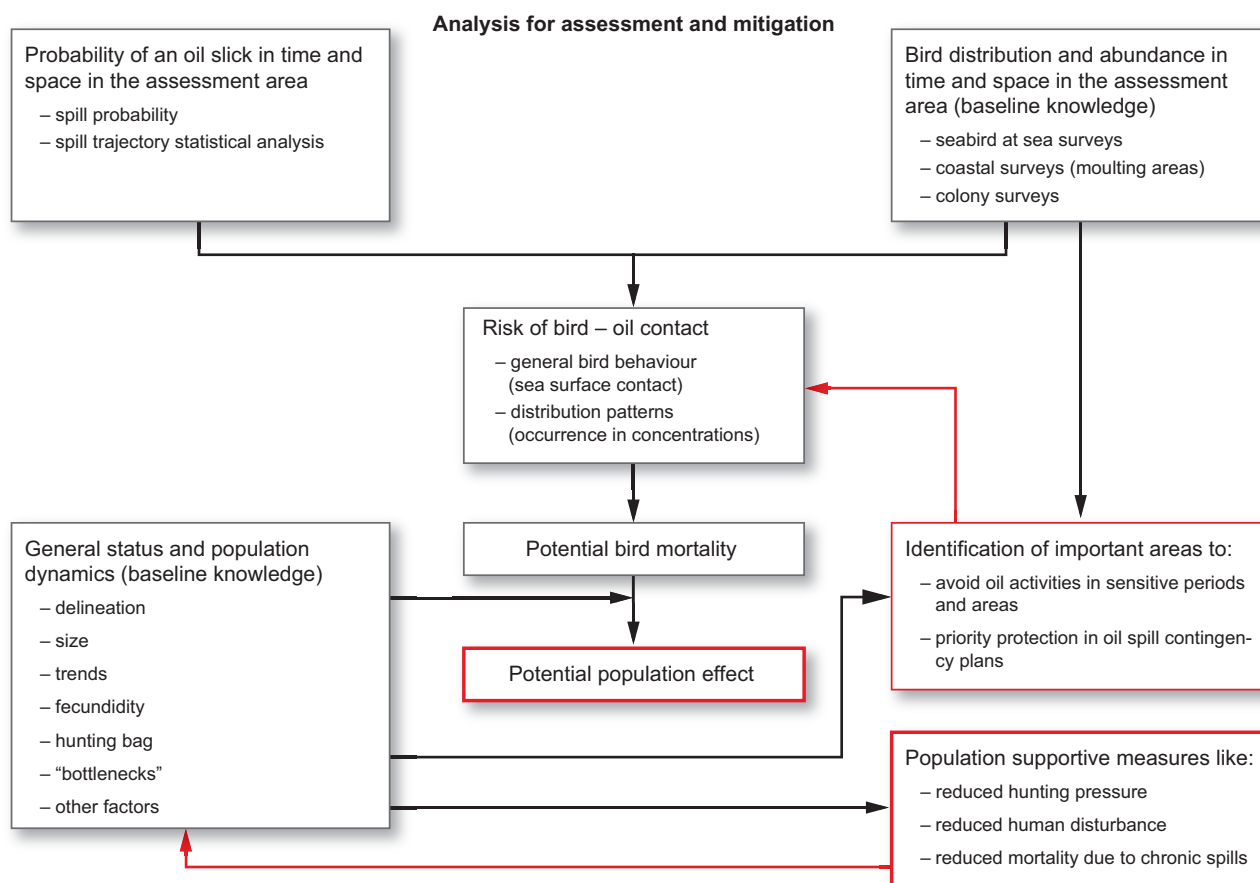 Analysis for assessment and mitigation
Probability of an oil slick in time and
space in the assessment area
– spill probability
– spill trajectory statistical analysis
Bird distribution and abundance in
time and space in the assessment
area (baseline knowledge)
– seabird at sea surveys
– coastal surveys (moulting areas)
– colony surveys
Risk of bird – oil contact
– general bird behaviour
(sea surface contact)
– distribution patterns
(occurrence in concentrations)
Potential bird mortality
Potential population effect
General status and population
dynamics (baseline knowledge)
– delineation
– size
– trends
– fecundidity
– hunting bag
– “bottlenecks”
– other factors
Identification of important areas to:
– avoid oil activities in sensitive periods
and areas
– priority protection in oil spill contingen-
cy plans
Population supportive measures like:
– reduced hunting pressure
– reduced human disturbance
– reduced mortality due to chronic spills